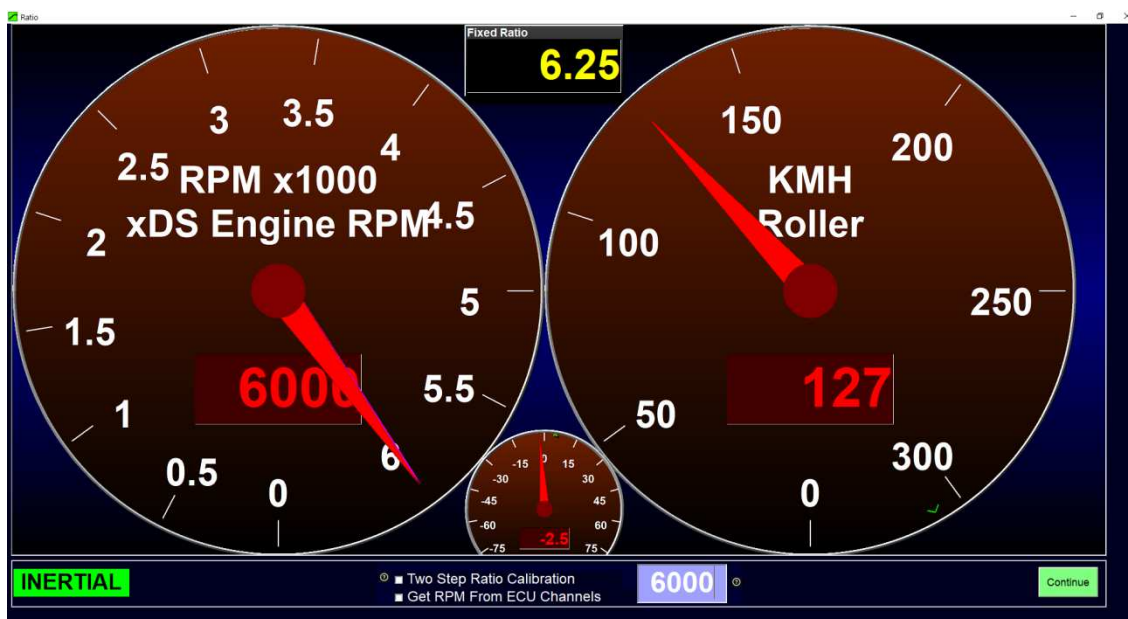 Ratio
Fixed Ratio
6.25
3 3.5
2.5 4
RPM x1000
xDS Engine RPM
4.5
2
5
1.5
6000
5.5
1
6
0.5
0
150
200
KMH
Roller
100
250
127
50
300
0
-15 0 15
-30 30
-45 45
-60 60
-2.5
-75 75
INERTIAL
Two Step Ratio Calibration
Get RPM From ECU Channels
6000
Continue